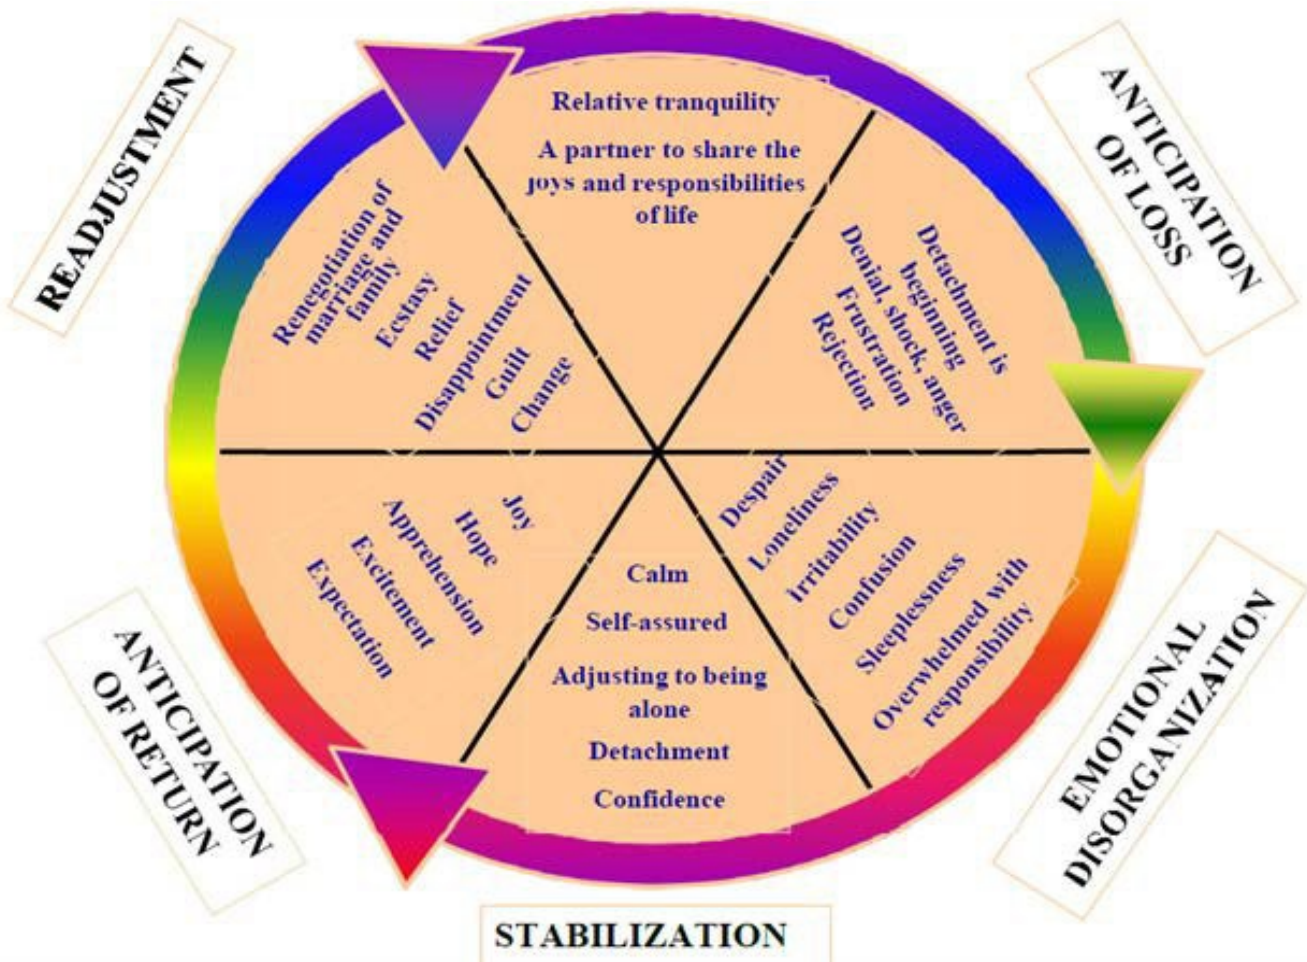 Relative tranquility
A partner to share the
joys and responsibilities
of life
ANTICIPATION
OF LOSS
Detachment is
beginning
Denial, shock, anger
Frustration
Rejection
EMOTIONAL
DISORGANIZATION
Despair
Loneliness
Irritability
Confusion
Sleeplessness
Overwhelmed with
responsibility
STABILIZATION
Calm
Self-assured
Adjusting to being
alone
Detachment
Confidence
ANTICIPATION
OF RETURN
Joy
Hope
Apprehension
Excitement
Expectation
READJUSTMENT
Renegotiation of
marriage and
family
Ecstasy
Relief
Disappointment
Guilt
Change